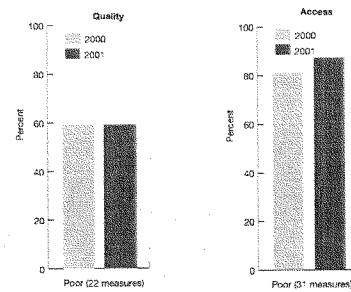 Quality
100
80
60
40
20
0
Percent
2000
2001
Poor (22 measures)
Access
100
80
60
40
20
0
Percent
2000
2001
Poor (31 measures)